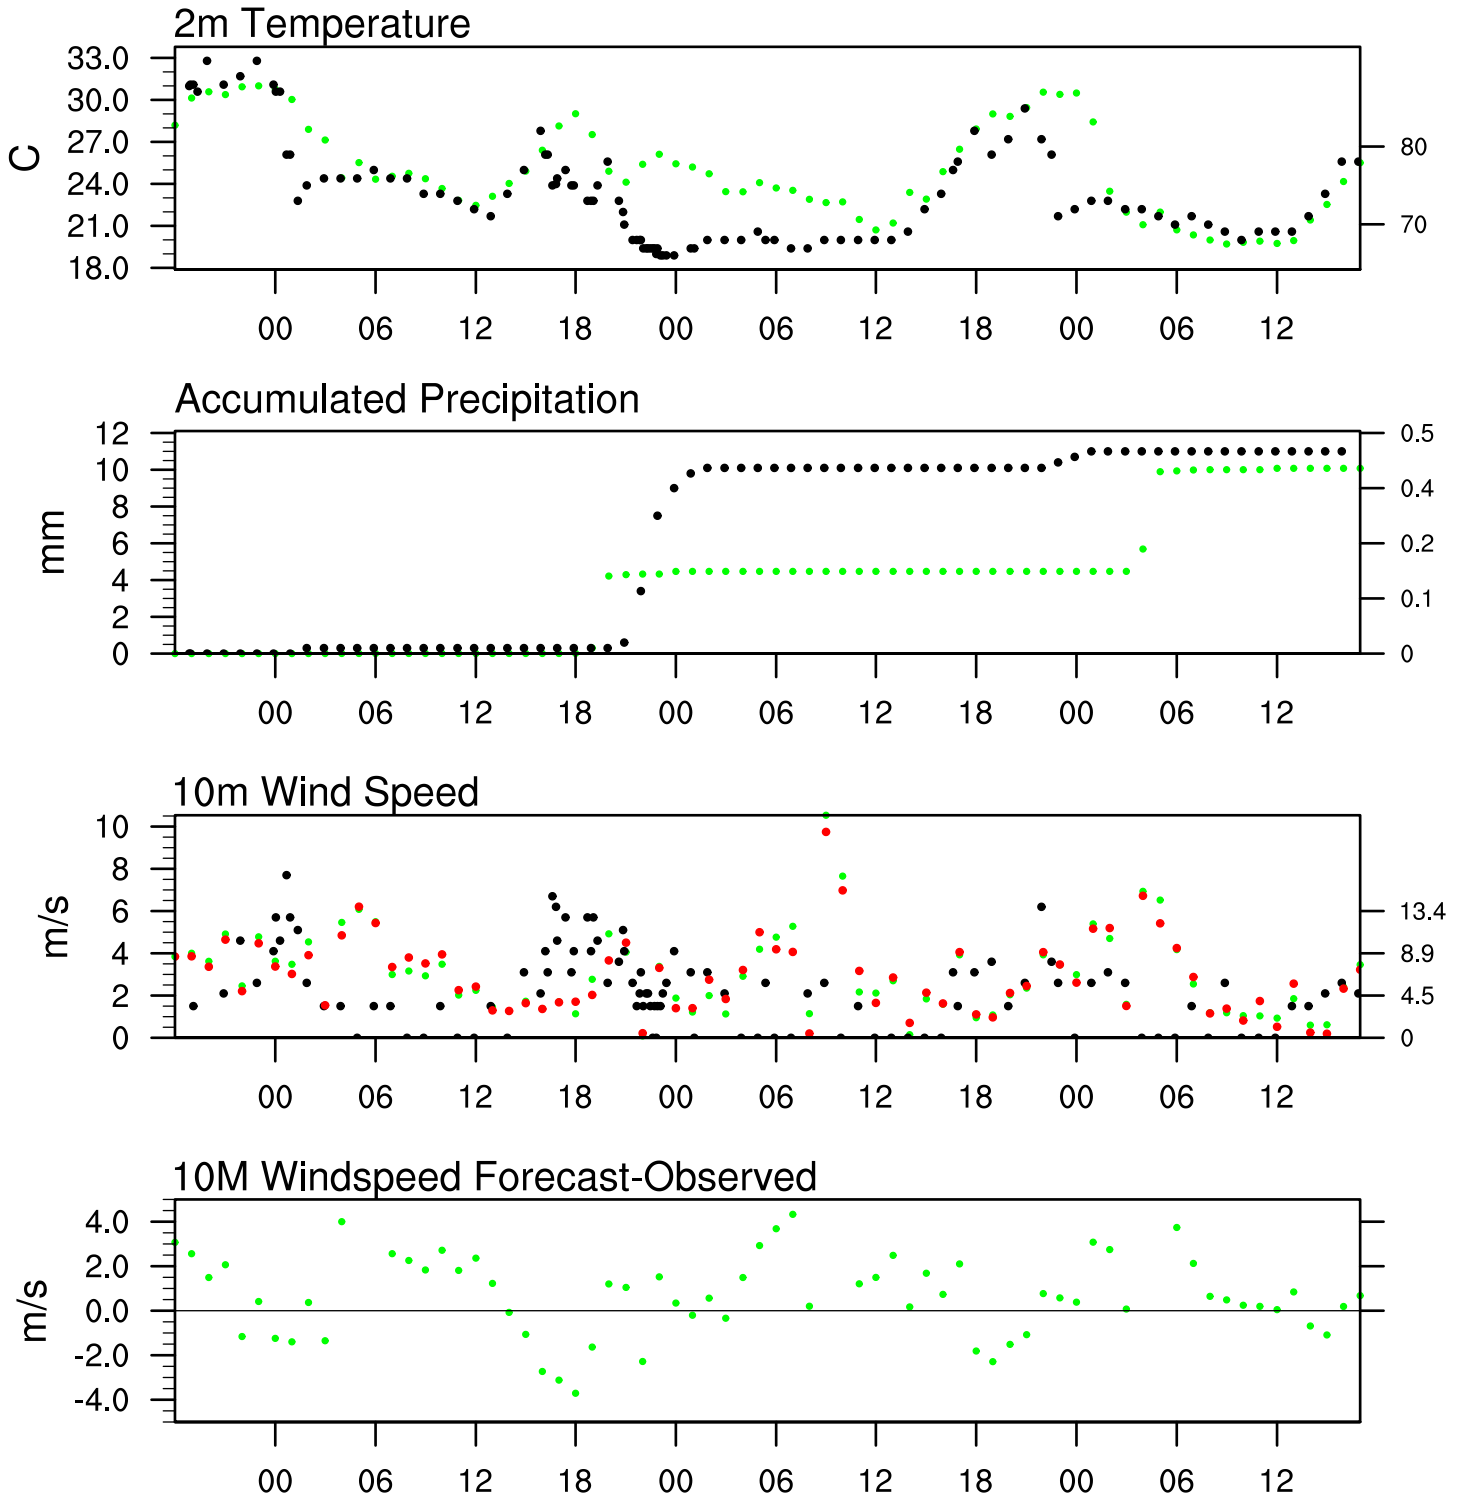 2m Temperature
33.0
30.0
27.0
24.0
21.0
18.0
C
80
70
00 06 12 18 00 06 12 18 00 06 12
Accumulated Precipitation
12
10
8
6
4
2
0
mm
0.5
0.4
0.2
0.1
0
00 06 12 18 00 06 12 18 00 06 12
10m Wind Speed
10
8
6
4
2
0
m/s
13.4
8.9
4.5
0
00 06 12 18 00 06 12 18 00 06 12
10M Windspeed Forecast-Observed
4.0
2.0
0.0
-2.0
-4.0
m/s
00 06 12 18 00 06 12 18 00 06 12